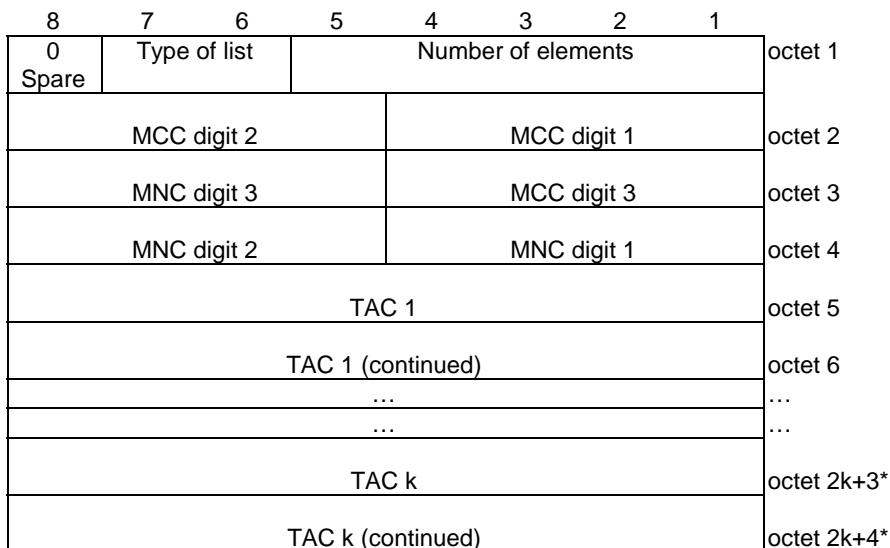 8 7 6 5 4 3 2 1
0 Type of list Number of elements octet 1
Spare
MCC digit 2 MCC digit 1 octet 2
MNC digit 3 MCC digit 3 octet 3
MNC digit 2 MNC digit 1 octet 4
TAC 1 octet 5
TAC 1 (continued) octet 6
… …
… …
TAC k octet 2k+3*
TAC k (continued) octet 2k+4*